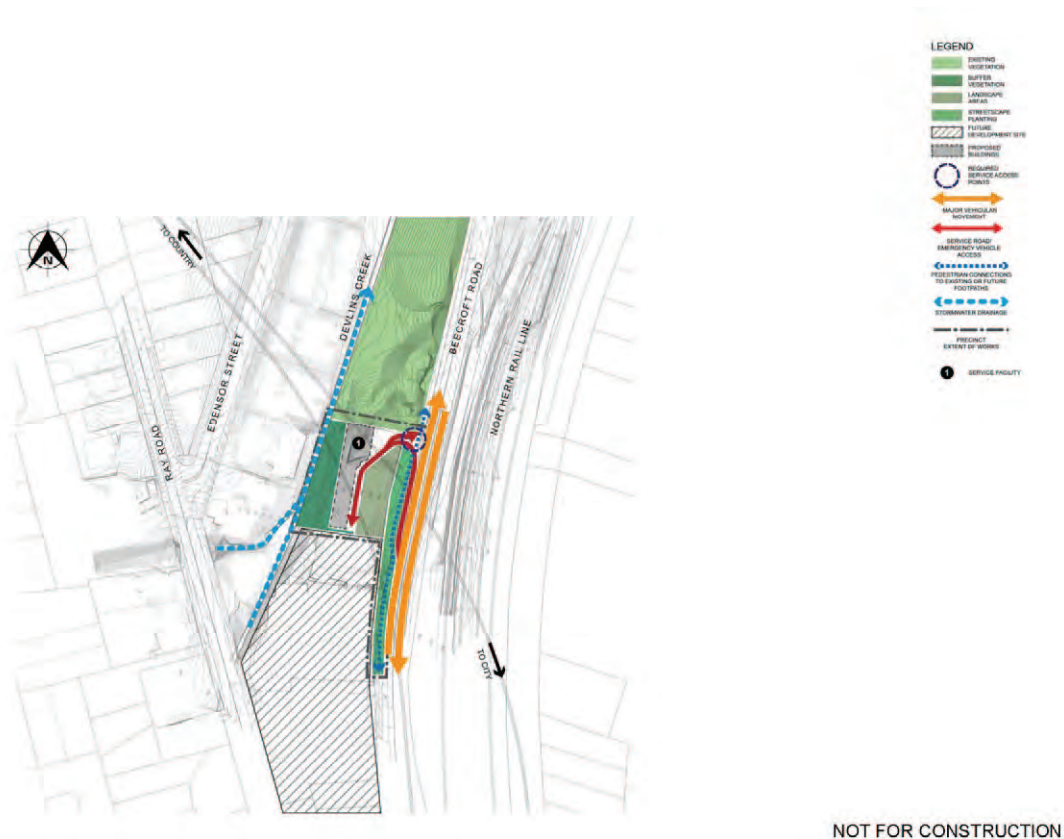 LEGEND
EXISTING
VEGETATION
BUFFER
VEGETATION
LANDSCAPE
AREAS
STREETSCAPE
PLANTING
FUTURE
DEVELOPMENT SITE
PROPOSED
BUILDINGS
REQUIRED
SERVICE ACCESS
POINTS
MAJOR VEHICULAR
MOVEMENT
SERVICE ROAD/
EMERGENCY VEHICLE
ACCESS
PEDESTRIAN CONNECTIONS
TO EXISTING OR FUTURE
FOOTPATHS
STORMWATER DRAINAGE
PRECINCT
EXTENT OF WORKS
1 SERVICE FACILITY
N
TO COUNTRY
DEVLINS CREEK
BEECROFT ROAD
NORTHERN RAIL LINE
EDENSOR STREET
RAY ROAD
1
TO CITY
NOT FOR CONSTRUCTION